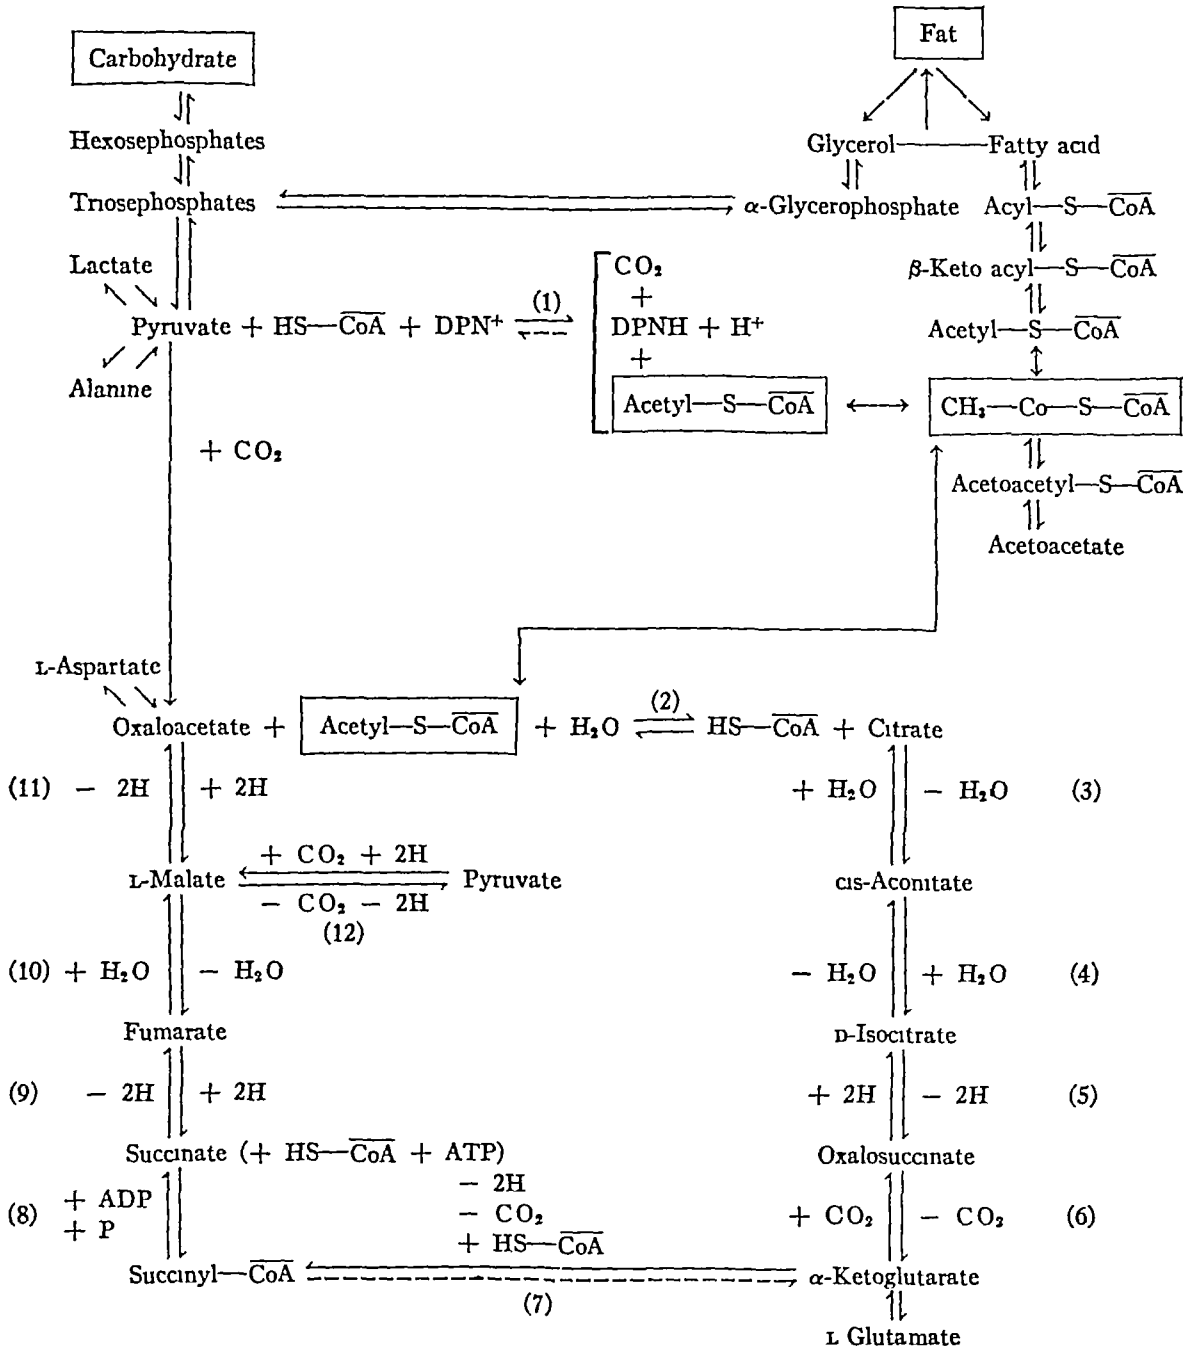 Fat
Carbohydrate
Hexosephosphates
Glycerol Fatty acid
Triosephosphates
α-Glycerophosphate Acyl—S—CoA
Lactate
CO₂
β-Keto acyl—S—CoA
+
(1)
Pyruvate + HS—CoA + DPN⁺
DPNH + H⁺
Acetyl—S—CoA
+
Alanine
Acetyl—S—CoA
CH₃—Co—S—CoA
+ CO₂
Acetoacetyl—S—CoA
Acetoacetate
L-Aspartate
(2)
Oxaloacetate + Acetyl—S—CoA + H₂O HS—CoA + Citrate
(11) − 2H + 2H
+ H₂O − H₂O (3)
+ CO₂ + 2H
L-Malate Pyruvate
cis-Aconitate
− CO₂ − 2H
(12)
(10) + H₂O − H₂O
− H₂O + H₂O (4)
Fumarate
D-Isocitrate
(9) − 2H + 2H
+ 2H − 2H (5)
Succinate (+ HS—CoA + ATP)
Oxalosuccinate
− 2H
(8) + ADP
+ P
− CO₂
+ CO₂ − CO₂ (6)
+ HS—CoA
Succinyl—CoA
α-Ketoglutarate
(7)
L Glutamate